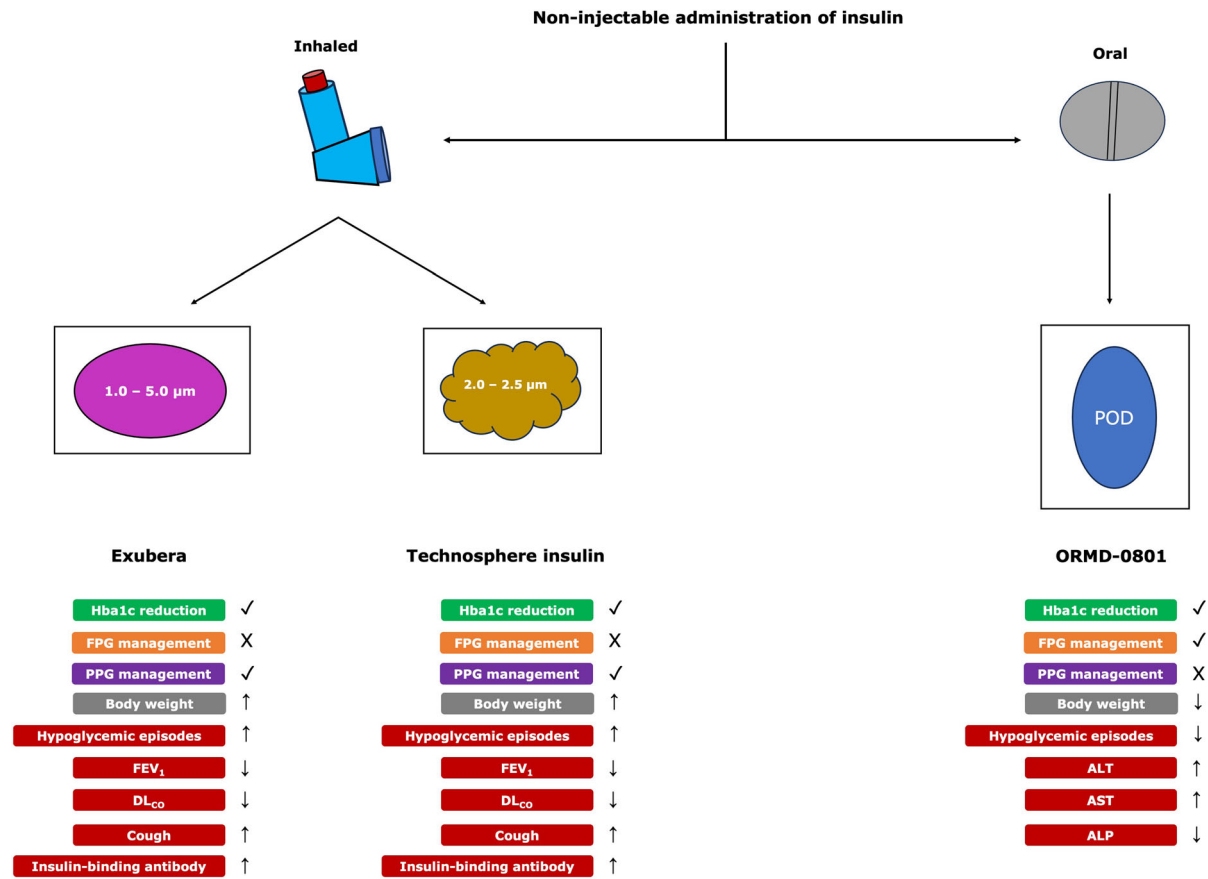 Non-injectable administration of insulin
Inhaled
Oral
1.0 – 5.0 µm
2.0 – 2.5 µm
POD
Exubera
Hba1c reduction ✓
FPG management X
PPG management ✓
Body weight ↑
Hypoglycemic episodes ↑
FEV₁ ↓
DL_CO ↓
Cough ↑
Insulin-binding antibody ↑
Technosphere insulin
Hba1c reduction ✓
FPG management X
PPG management ✓
Body weight ↑
Hypoglycemic episodes ↑
FEV₁ ↓
DL_CO ↓
Cough ↑
Insulin-binding antibody ↑
ORMD-0801
Hba1c reduction ✓
FPG management ✓
PPG management X
Body weight ↓
Hypoglycemic episodes ↓
ALT ↑
AST ↑
ALP ↓